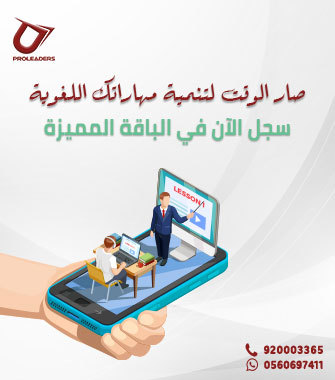 PROLEADERS
صار الوقت لتنمية مهاراتك اللغوية
سجل الآن في الباقة المميزة
LESSON 1
920003365
0560697411